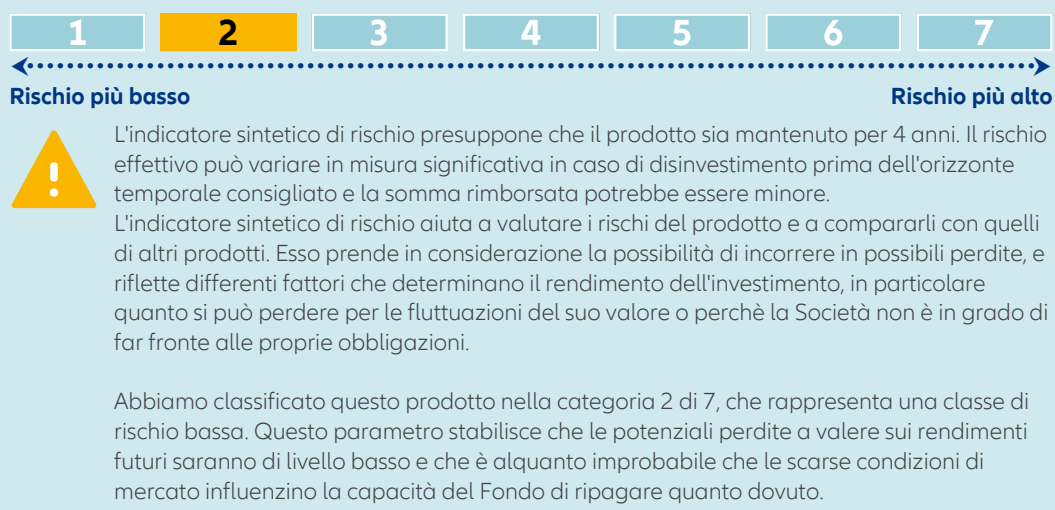 1 2 3 4 5 6 7
Rischio più basso Rischio più alto
L'indicatore sintetico di rischio presuppone che il prodotto sia mantenuto per 4 anni. Il rischio
effettivo può variare in misura significativa in caso di disinvestimento prima dell'orizzonte
temporale consigliato e la somma rimborsata potrebbe essere minore.
L'indicatore sintetico di rischio aiuta a valutare i rischi del prodotto e a compararli con quelli
di altri prodotti. Esso prende in considerazione la possibilità di incorrere in possibili perdite, e
riflette differenti fattori che determinano il rendimento dell'investimento, in particolare
quanto si può perdere per le fluttuazioni del suo valore o perchè la Società non è in grado di
far fronte alle proprie obbligazioni.
Abbiamo classificato questo prodotto nella categoria 2 di 7, che rappresenta una classe di
rischio bassa. Questo parametro stabilisce che le potenziali perdite a valere sui rendimenti
futuri saranno di livello basso e che è alquanto improbabile che le scarse condizioni di
mercato influenzino la capacità del Fondo di ripagare quanto dovuto.